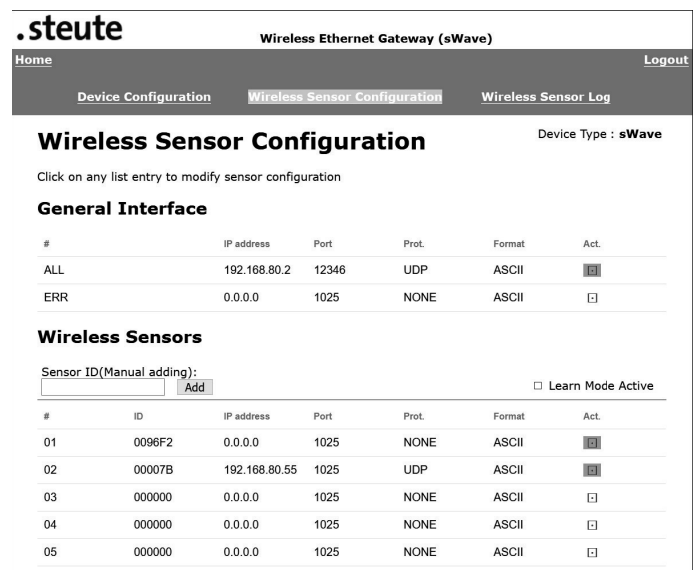 .steute
Wireless Ethernet Gateway (sWave)
Home Logout
Device Configuration Wireless Sensor Configuration Wireless Sensor Log
Wireless Sensor Configuration Device Type : sWave
Click on any list entry to modify sensor configuration
General Interface
# IP address Port Prot. Format Act.
ALL 192.168.80.2 12346 UDP ASCII
ERR 0.0.0.0 1025 NONE ASCII
Wireless Sensors
Sensor ID(Manual adding):
Add Learn Mode Active
# ID IP address Port Prot. Format Act.
01 0096F2 0.0.0.0 1025 NONE ASCII
02 00007B 192.168.80.55 1025 UDP ASCII
03 000000 0.0.0.0 1025 NONE ASCII
04 000000 0.0.0.0 1025 NONE ASCII
05 000000 0.0.0.0 1025 NONE ASCII